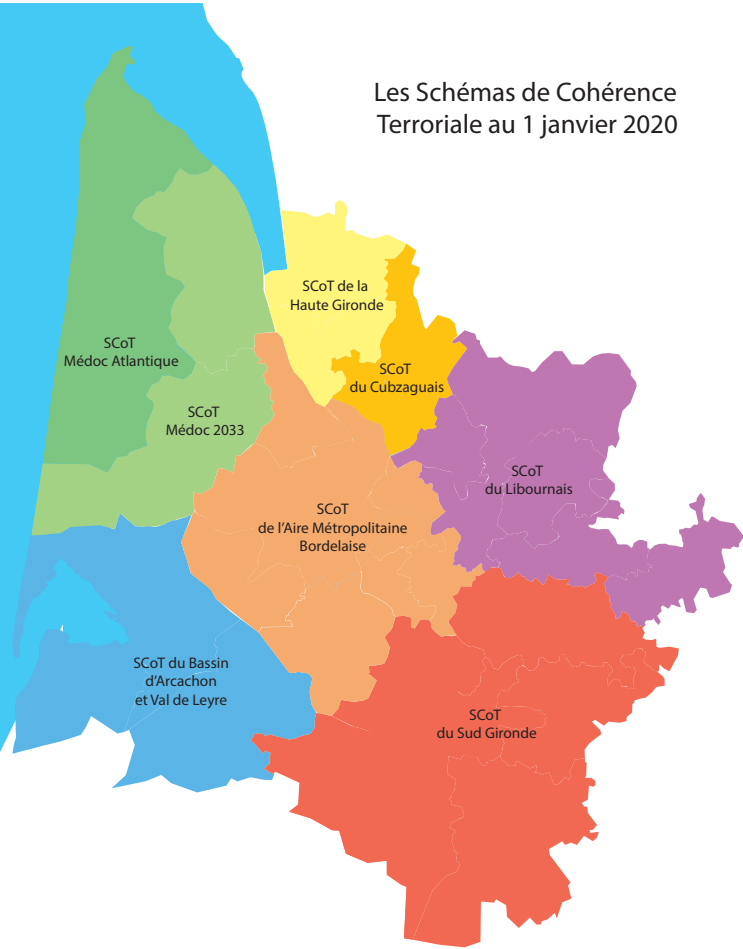 Les Schémas de Cohérence
Terroriale au 1 janvier 2020
SCoT de la
Haute Gironde
SCoT
Médoc Atlantique
SCoT
du Cubzaguais
SCoT
Médoc 2033
SCoT
du Libournais
SCoT
de l'Aire Métropolitaine
Bordelaise
SCoT du Bassin
d'Arcachon
et Val de Leyre
SCoT
du Sud Gironde